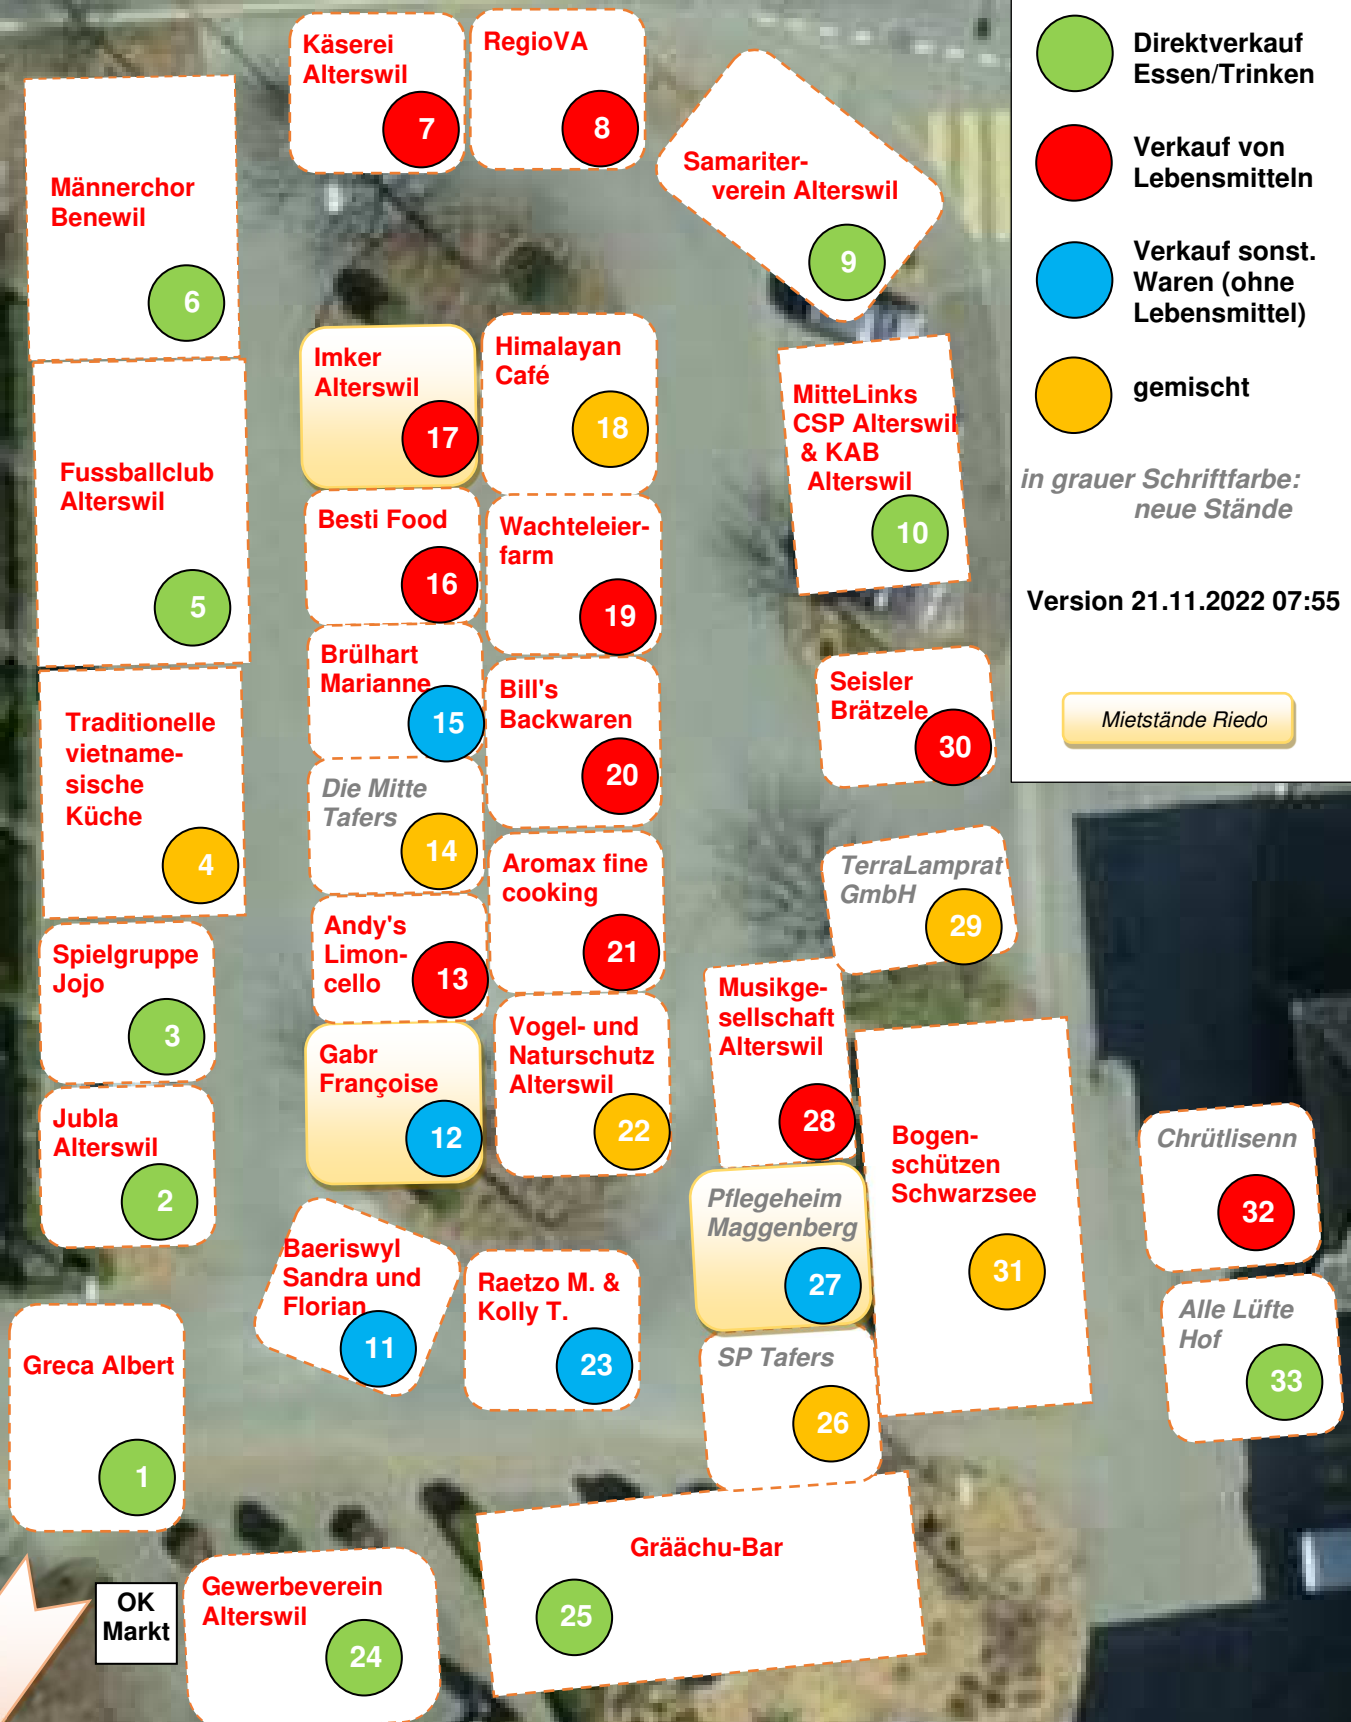 Käserei
Alterswil
7
RegioVA
8
Direktverkauf
Essen/Trinken
Verkauf von
Lebensmitteln
Verkauf sonst.
Waren (ohne
Lebensmittel)
gemischt
in grauer Schriftfarbe:
neue Stände
Version 21.11.2022 07:55
Mietstände Riedo
Männerchor
Benewil
6
Samariter-
verein Alterswil
9
Imker
Alterswil
17
Himalayan
Café
18
MitteLinks
CSP Alterswil
& KAB
Alterswil
10
Fussballclub
Alterswil
5
Besti Food
16
Wachteleier-
farm
19
Brülhart
Marianne
15
Bill's
Backwaren
20
Seisler
Brätzele
30
Traditionelle
vietname-
sische
Küche
4
Die Mitte
Tafers
14
Aromax fine
cooking
21
TerraLamprat
GmbH
29
Spielgruppe
Jojo
3
Andy's
Limon-
cello
13
Musikge-
sellschaft
Alterswil
28
Gabr
Françoise
12
Vogel- und
Naturschutz
Alterswil
22
Jubla
Alterswil
2
Bogen-
schützen
Schwarzsee
31
Chrütlisenn
32
Pflegeheim
Maggenberg
27
Baeriswyl
Sandra und
Florian
11
Raetzo M. &
Kolly T.
23
Alle Lüfte
Hof
33
Greca Albert
1
SP Tafers
26
Gräächu-Bar
25
OK
Markt
Gewerbeverein
Alterswil
24